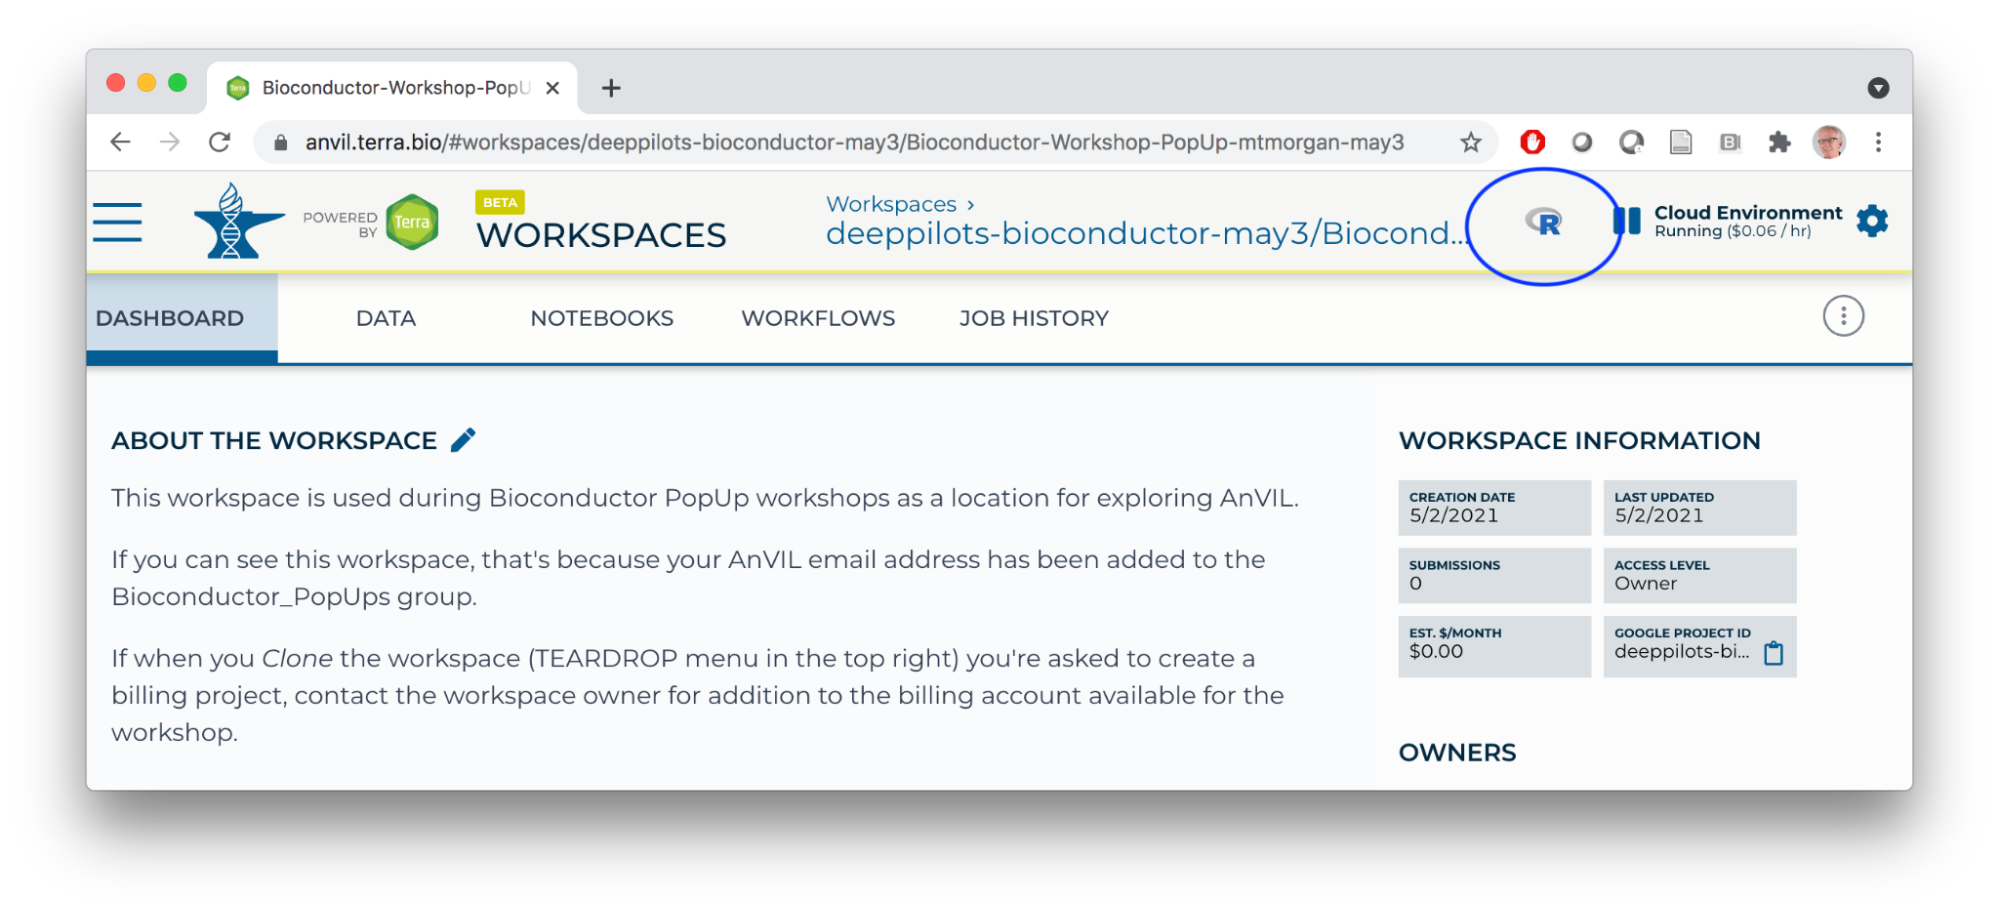 Bioconductor-Workshop-PopU
anvil.terra.bio/#workspaces/deeppilots-bioconductor-may3/Bioconductor-Workshop-PopUp-mtmorgan-may3
POWERED
BY
Terra
BETA
WORKSPACES
Workspaces ›
deeppilots-bioconductor-may3/Biocond...
R
Cloud Environment
Running ($0.06 / hr)
DASHBOARD
DATA
NOTEBOOKS
WORKFLOWS
JOB HISTORY
ABOUT THE WORKSPACE
This workspace is used during Bioconductor PopUp workshops as a location for exploring AnVIL.
If you can see this workspace, that's because your AnVIL email address has been added to the
Bioconductor_PopUps group.
If when you Clone the workspace (TEARDROP menu in the top right) you're asked to create a
billing project, contact the workspace owner for addition to the billing account available for the
workshop.
WORKSPACE INFORMATION
CREATION DATE
5/2/2021
LAST UPDATED
5/2/2021
SUBMISSIONS
0
ACCESS LEVEL
Owner
EST. $/MONTH
$0.00
GOOGLE PROJECT ID
deeppilots-bi...
OWNERS